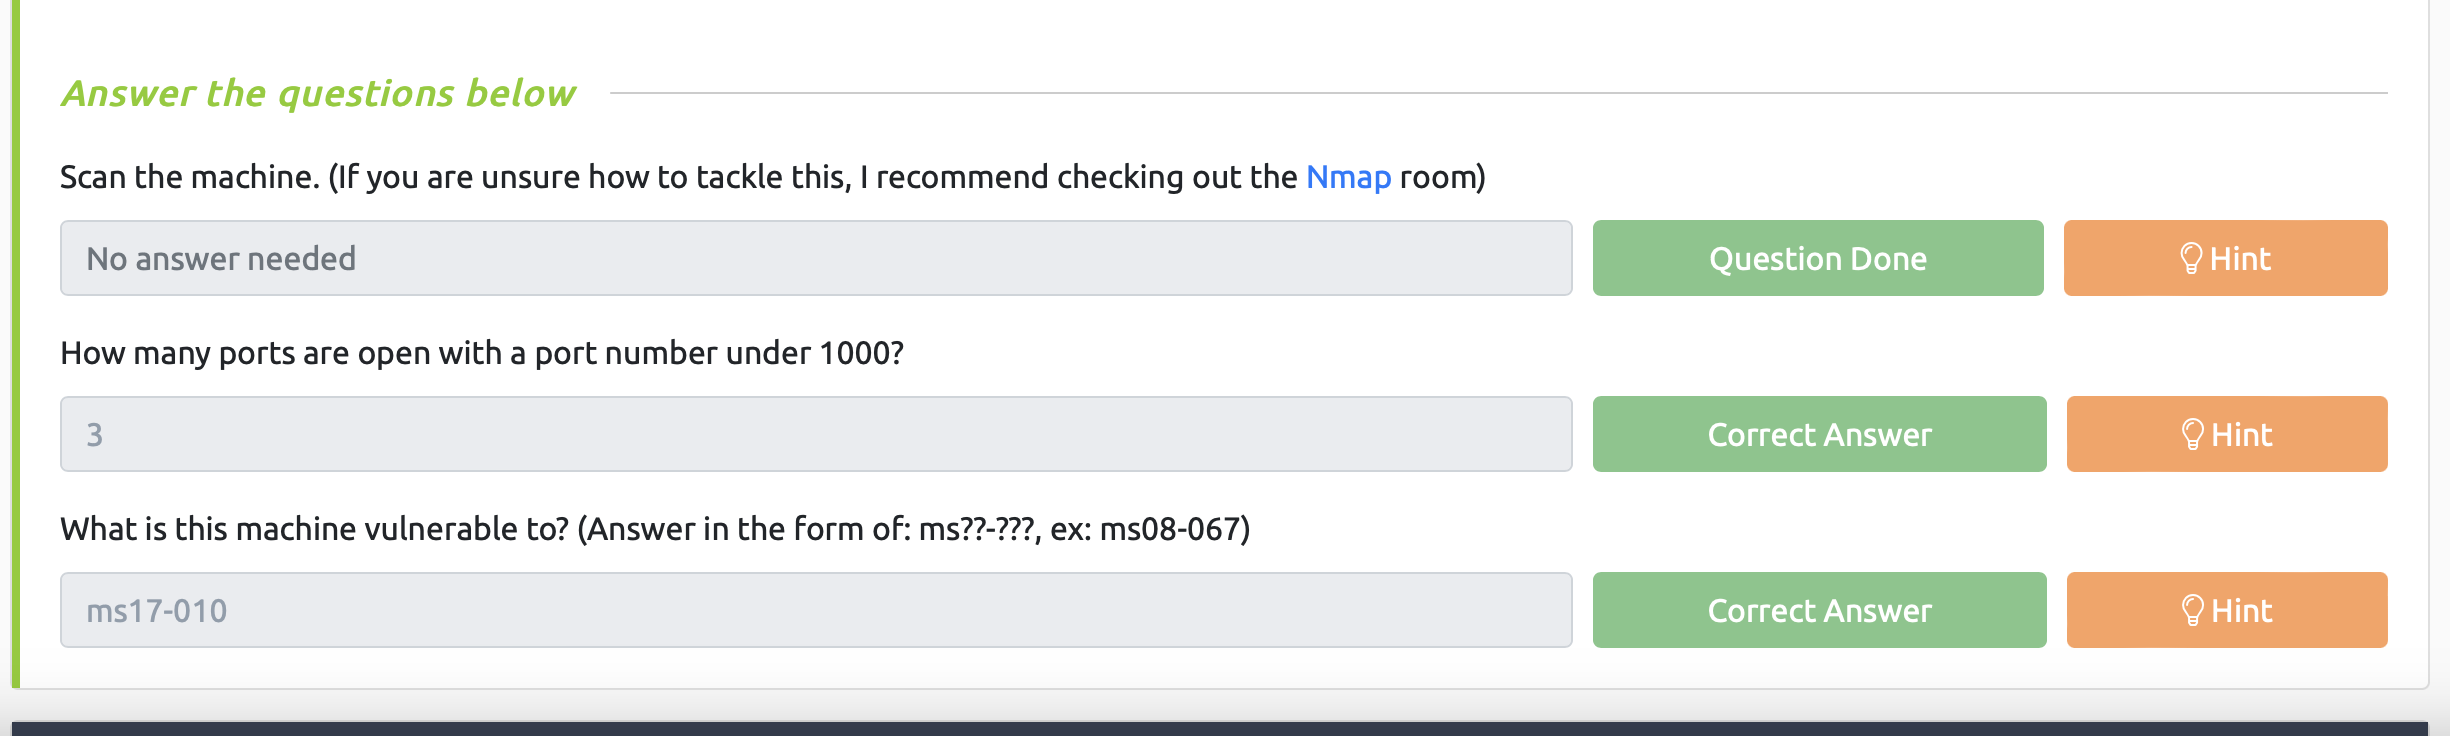 Answer the questions below
Scan the machine. (If you are unsure how to tackle this, I recommend checking out the Nmap room)
No answer needed
Question Done
Hint
How many ports are open with a port number under 1000?
3
Correct Answer
Hint
What is this machine vulnerable to? (Answer in the form of: ms??-???, ex: ms08-067)
ms17-010
Correct Answer
Hint